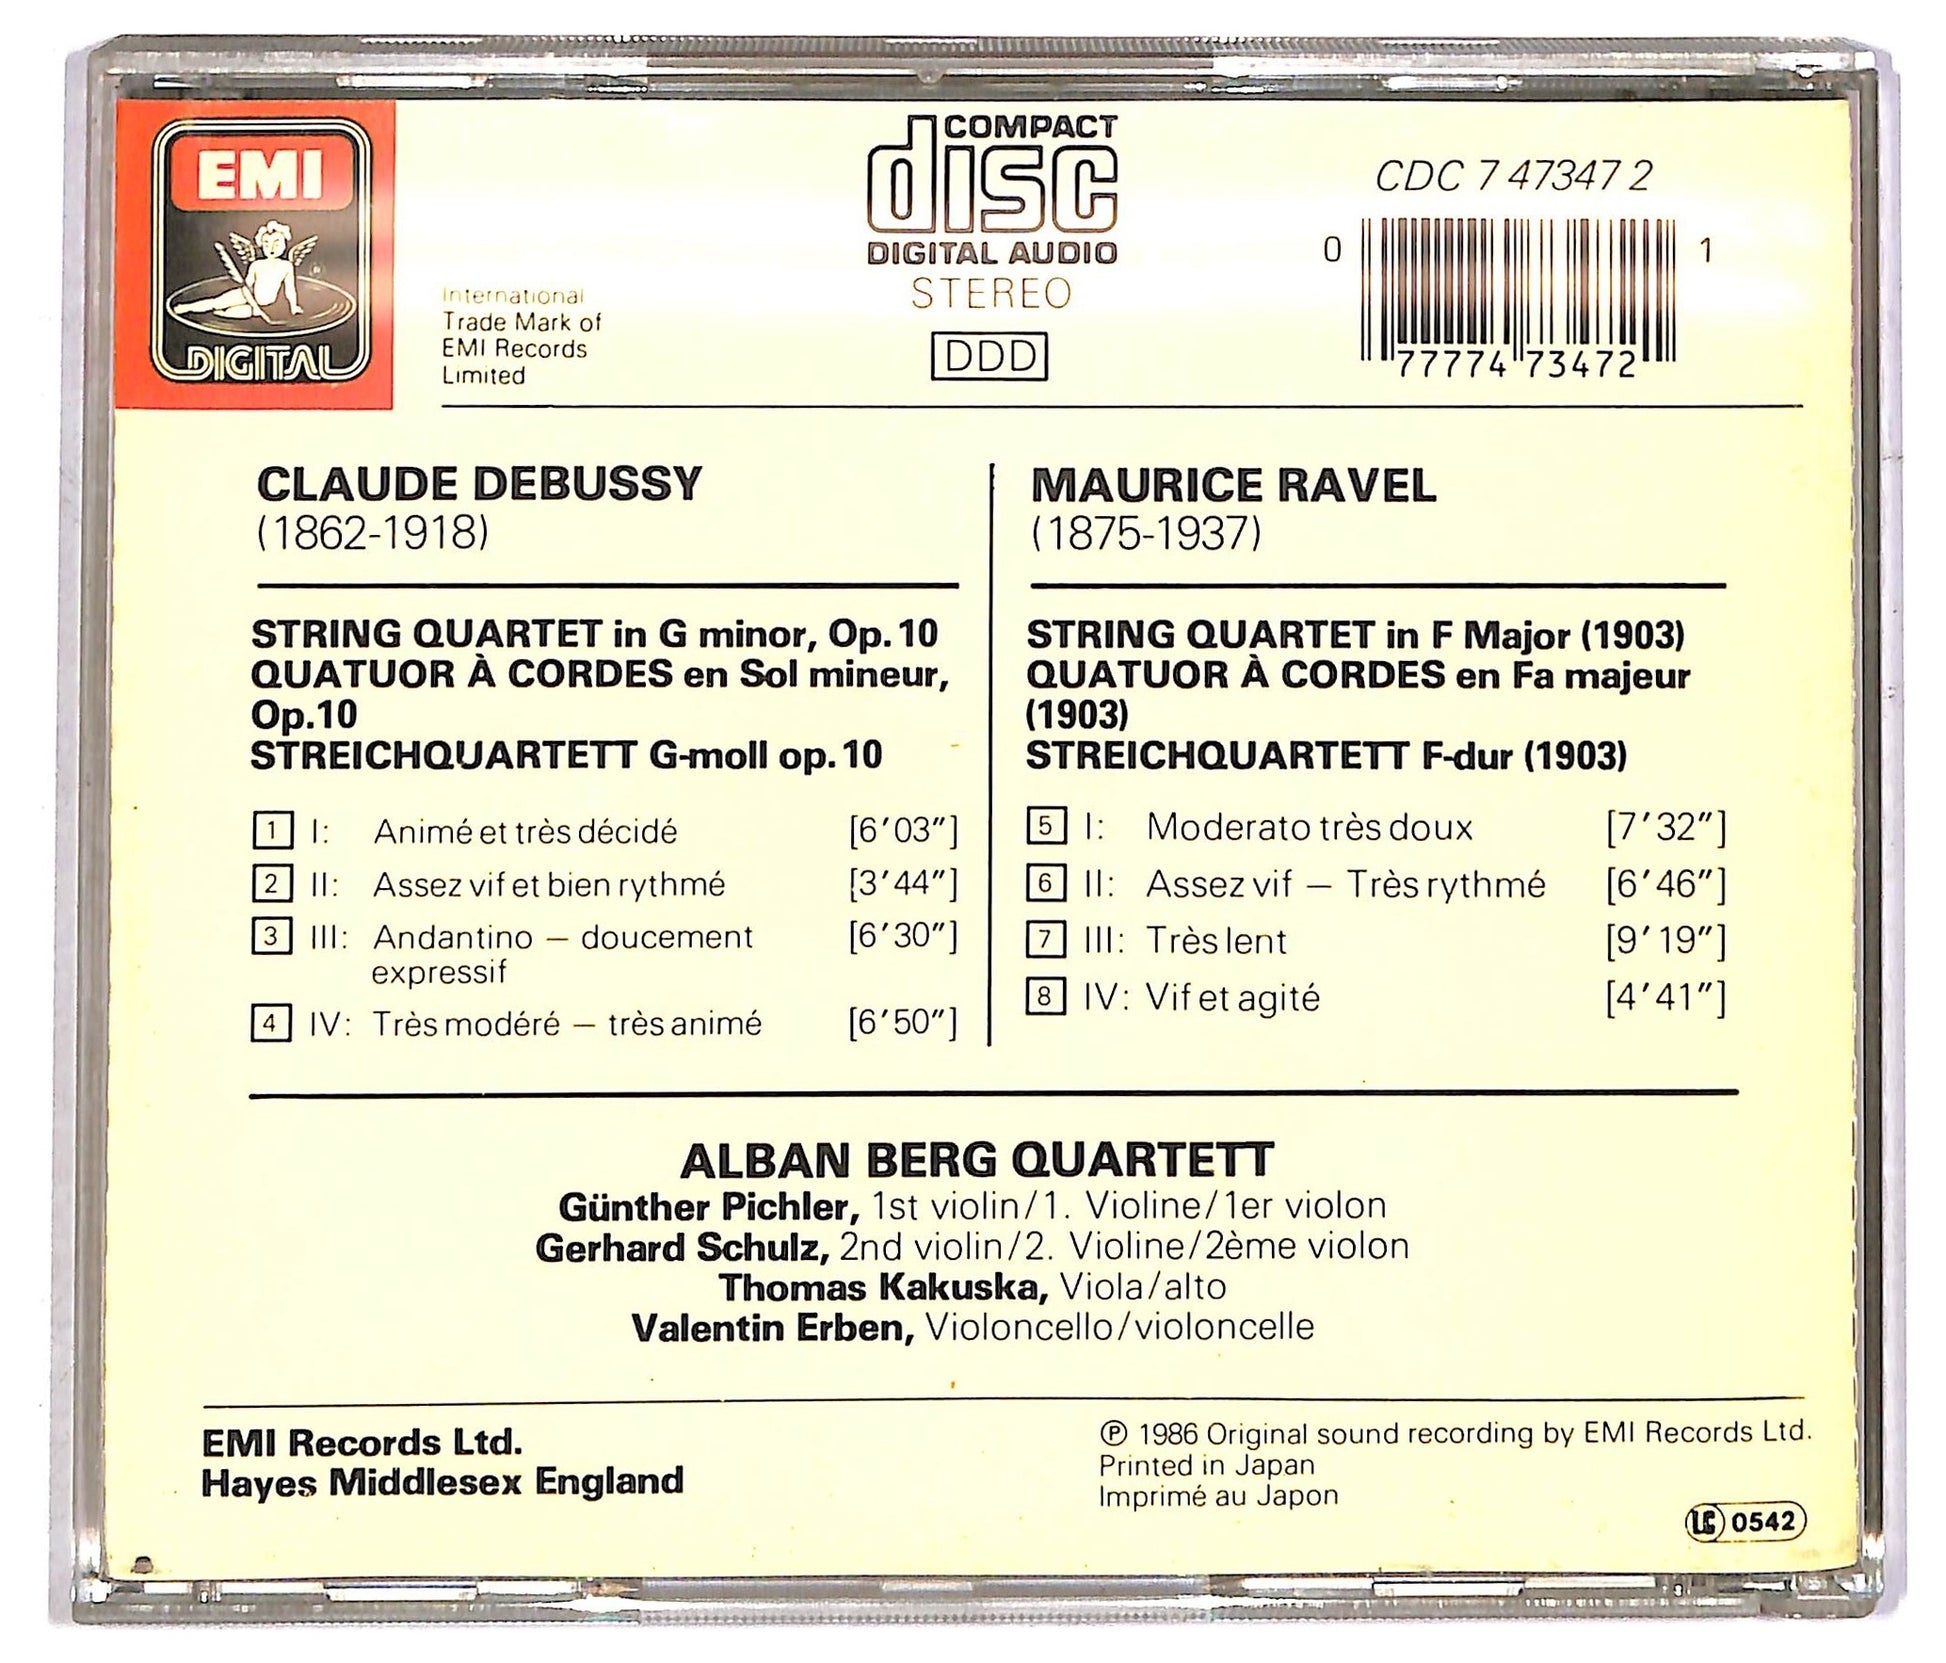 EMI
DIGITAL
International
Trade Mark of
EMI Records
Limited
COMPACT
disc
DIGITAL AUDIO
STEREO
DDD
CDC 7 47347 2
0 77774 73472 1
CLAUDE DEBUSSY
(1862-1918)
STRING QUARTET in G minor, Op. 10
QUATUOR À CORDES en Sol mineur,
Op.10
STREICHQUARTETT G-moll op. 10
1 I: Animé et très décidé [6′03″]
2 II: Assez vif et bien rythmé [3′44″]
3 III: Andantino – doucement [6′30″]
expressif
4 IV: Très modéré – très animé [6′50″]
MAURICE RAVEL
(1875-1937)
STRING QUARTET in F Major (1903)
QUATUOR À CORDES en Fa majeur
(1903)
STREICHQUARTETT F-dur (1903)
5 I: Moderato très doux [7′32″]
6 II: Assez vif – Très rythmé [6′46″]
7 III: Très lent [9′19″]
8 IV: Vif et agité [4′41″]
ALBAN BERG QUARTETT
Günther Pichler, 1st violin/1. Violine/1er violon
Gerhard Schulz, 2nd violin/2. Violine/2ème violon
Thomas Kakuska, Viola/alto
Valentin Erben, Violoncello/violoncelle
EMI Records Ltd.
Hayes Middlesex England
℗ 1986 Original sound recording by EMI Records Ltd.
Printed in Japan
Imprimé au Japon
LC 0542